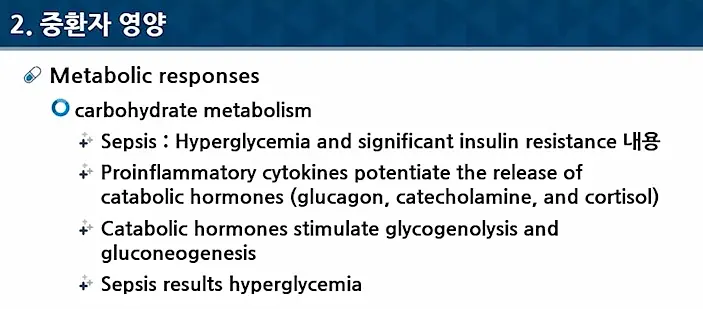 2. 중환자 영양
Metabolic responses
carbohydrate metabolism
Sepsis : Hyperglycemia and significant insulin resistance 내용
Proinflammatory cytokines potentiate the release of
catabolic hormones (glucagon, catecholamine, and cortisol)
Catabolic hormones stimulate glycogenolysis and
gluconeogenesis
Sepsis results hyperglycemia